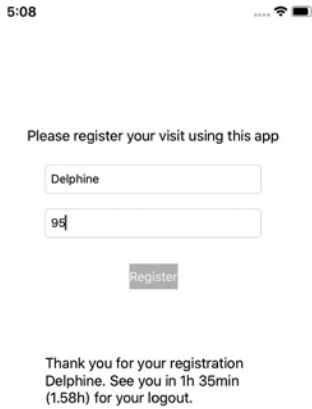 5:08
Please register your visit using this app
Delphine
95
Register
Thank you for your registration
Delphine. See you in 1h 35min
(1.58h) for your logout.